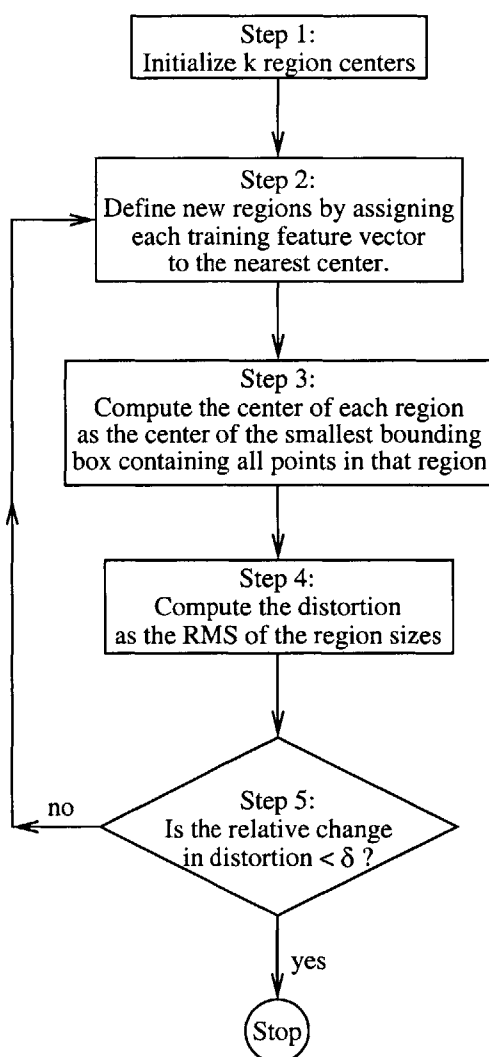 Step 1:
Initialize k region centers
Step 2:
Define new regions by assigning
each training feature vector
to the nearest center.
Step 3:
Compute the center of each region
as the center of the smallest bounding
box containing all points in that region
Step 4:
Compute the distortion
as the RMS of the region sizes
Step 5:
Is the relative change
in distortion < δ ?
no
yes
Stop